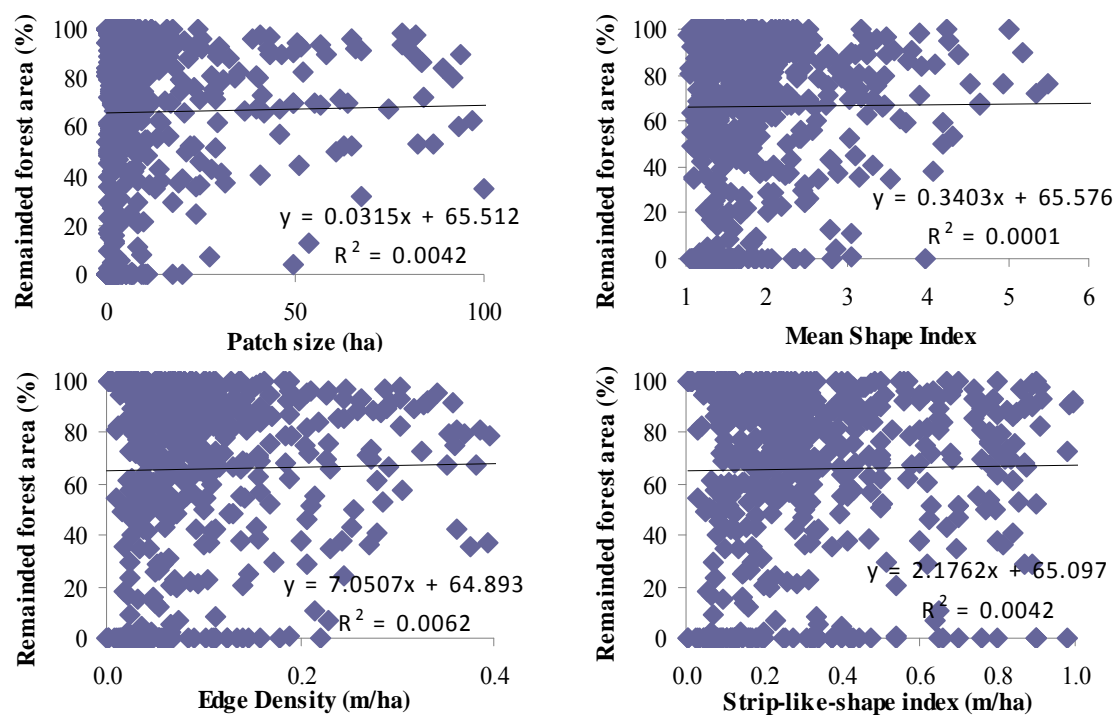 Remainded forest area (%)
100
80
60
40
20
0
y = 0.0315x + 65.512
R² = 0.0042
0 50 100
Patch size (ha)
Remainded forest area (%)
100
80
60
40
20
0
y = 0.3403x + 65.576
R² = 0.0001
1 2 3 4 5 6
Mean Shape Index
Remainded forest area (%)
100
80
60
40
20
0
y = 7.0507x + 64.893
R² = 0.0062
0.0 0.2 0.4
Edge Density (m/ha)
Remainded forest area (%)
100
80
60
40
20
0
y = 2.1762x + 65.097
R² = 0.0042
0.0 0.2 0.4 0.6 0.8 1.0
Strip-like-shape index (m/ha)